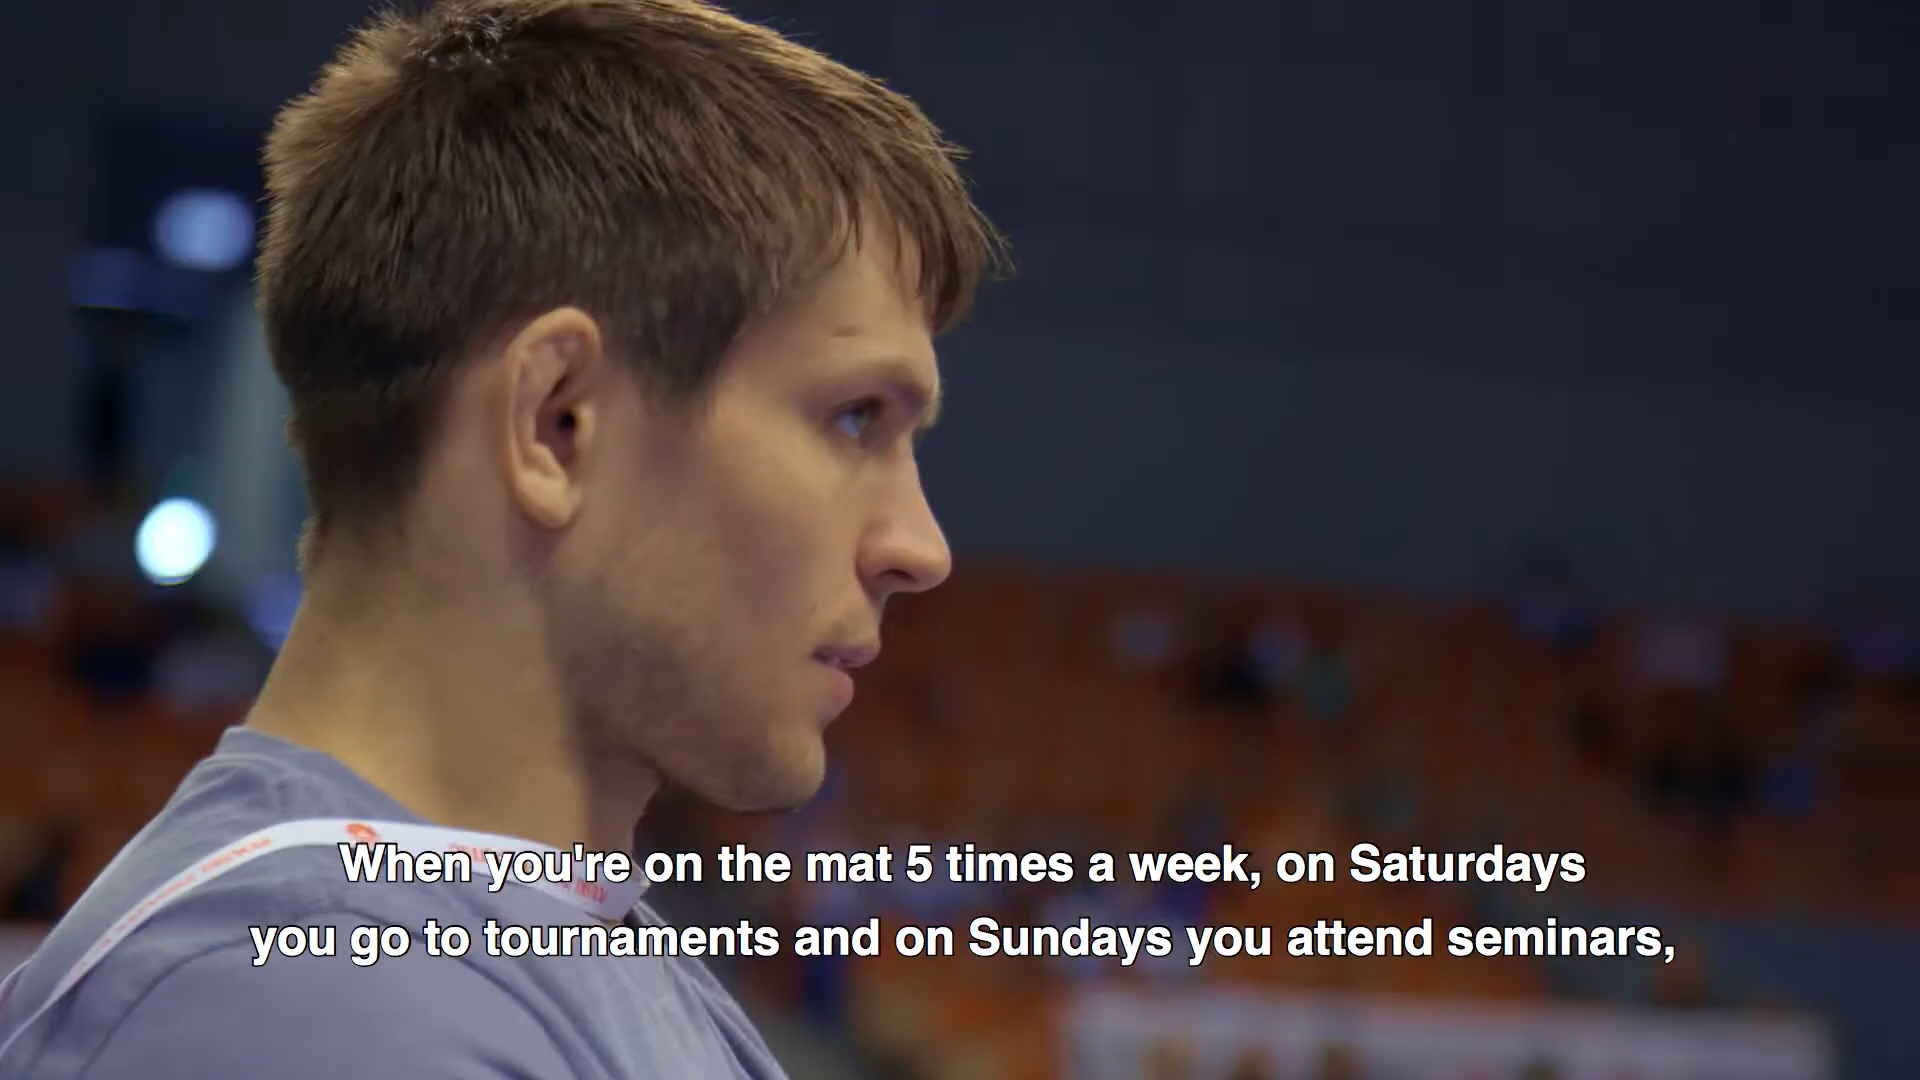 When you're on the mat 5 times a week, on Saturdays
you go to tournaments and on Sundays you attend seminars,